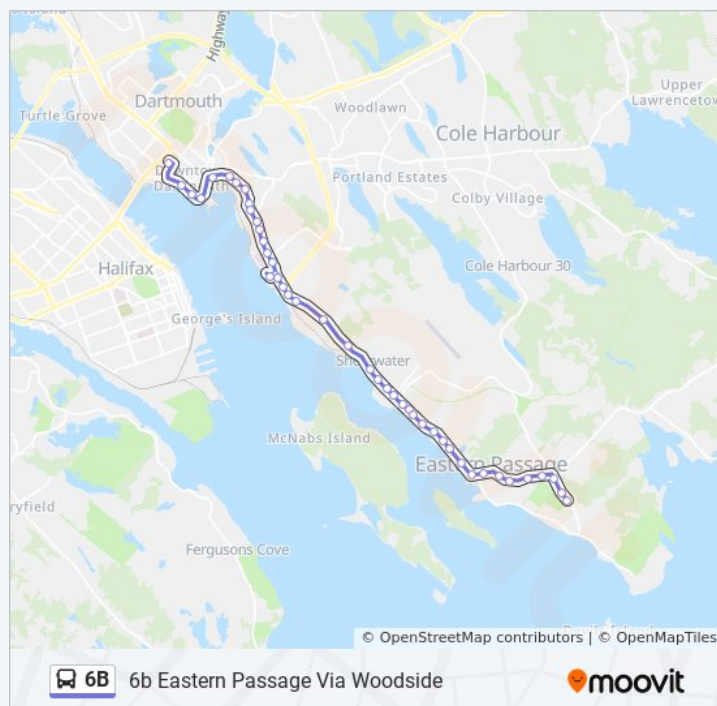 Highway
Dartmouth
Turtle Grove
Woodlawn
Upper
Lawrencetow
Cole Harbour
Portland Estates
Colby Village
Halifax
Cole Harbour 30
George's Island
McNabs Island
Eastern Passage
ryfield
Fergusons Cove
© OpenStreetMap contributors | © OpenMapTiles
6B 6b Eastern Passage Via Woodside moovit